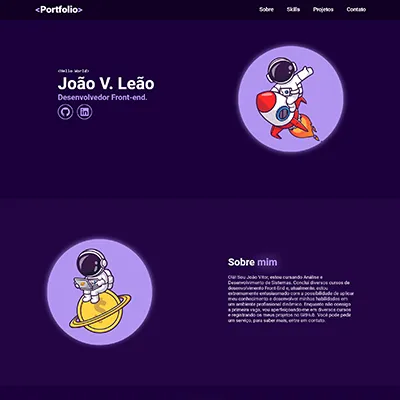 <Portfolio>
Sobre Skills Projetos Contato
<Hello World>
João V. Leão
Desenvolvedor Front-end.
Sobre mim
Olá! Sou João Vitor, estou cursando Análise e
Desenvolvimento de Sistemas. Concluí diversos cursos de
desenvolvimento Front-End e, atualmente, estou
extremamente entusiasmado com a possibilidade de aplicar
meu conhecimento e desenvolver minhas habilidades em
um ambiente profissional dinâmico. Enquanto não consigo
a primeira vaga, vou aperfeiçoando-me em diversos cursos
e registrando os meus projetos no GitHub. Você pode pedir
um serviço, para saber mais, entre em contato.